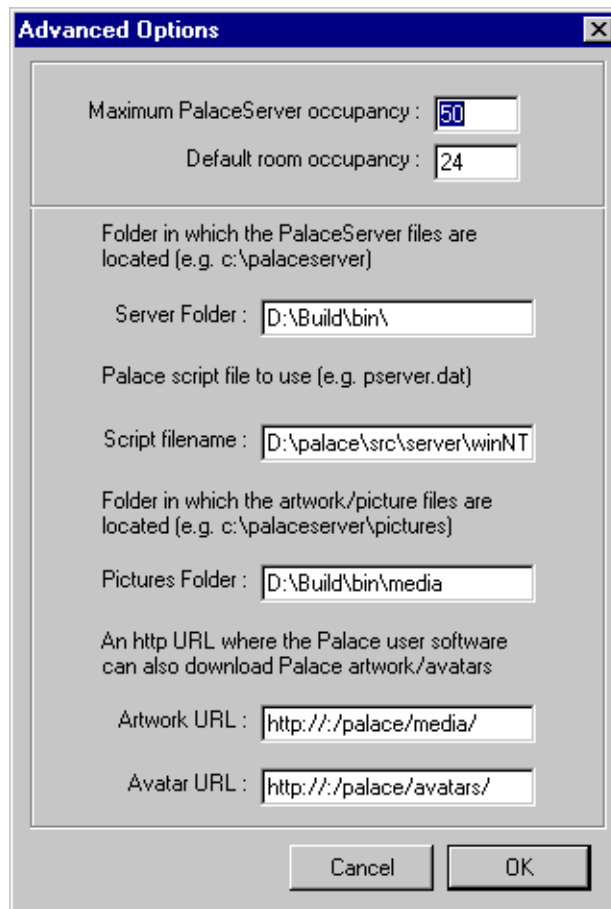 Advanced Options
Maximum PalaceServer occupancy : 50
Default room occupancy : 24
Folder in which the PalaceServer files are
located (e.g. c:\palaceserver)
Server Folder : D:\Build\bin\
Palace script file to use (e.g. pserver.dat)
Script filename : D:\palace\src\server\winNT
Folder in which the artwork/picture files are
located (e.g. c:\palaceserver\pictures)
Pictures Folder : D:\Build\bin\media
An http URL where the Palace user software
can also download Palace artwork/avatars
Artwork URL : http://:/palace/media/
Avatar URL : http://:/palace/avatars/
Cancel OK